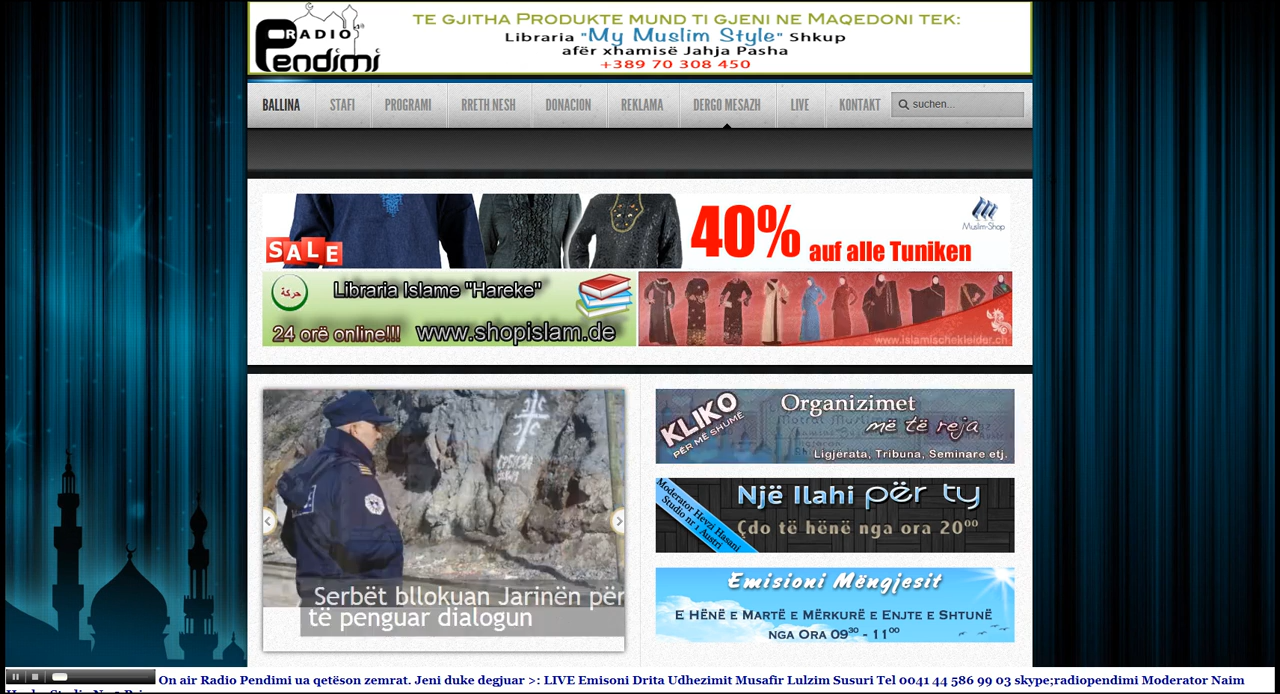 RADIO
Pendimi
TE GJITHA PRODUKTE MUND TI GJENI NE MAQEDONI TEK:
Libraria "My Muslim Style" Shkup
afër xhamisë Jahja Pasha
+389 70 308 450
BALLINA STAFI PROGRAMI RRETH NESH DONACION REKLAMA DERGO MESAZH LIVE KONTAKT suchen...
SALE
40% auf alle Tuniken
Muslim-Shop
حركة
Libraria Islame "Hareke"
24 orë online!!! www.shopislam.de
www.islamischekleider.ch
Serbët bllokuan Jarinën për
të penguar dialogun
KLIKO
PËR MË SHUMË
Organizimet
më të reja
Ligjërata, Tribuna, Seminare etj.
Moderator Hevzi Hasani
Studio nr 1 Austri
Një Ilahi për ty
Çdo të hënë nga ora 20⁰⁰
Emisioni Mëngjesit
E HËNË E MARTË E MËRKURË E ENJTE E SHTUNË
NGA ORA 09³⁰ - 11⁰⁰
On air Radio Pendimi ua qetëson zemrat. Jeni duke degjuar >: LIVE Emisoni Drita Udhezimit Musafir Lulzim Susuri Tel 0041 44 586 99 03 skype;radiopendimi Moderator Naim